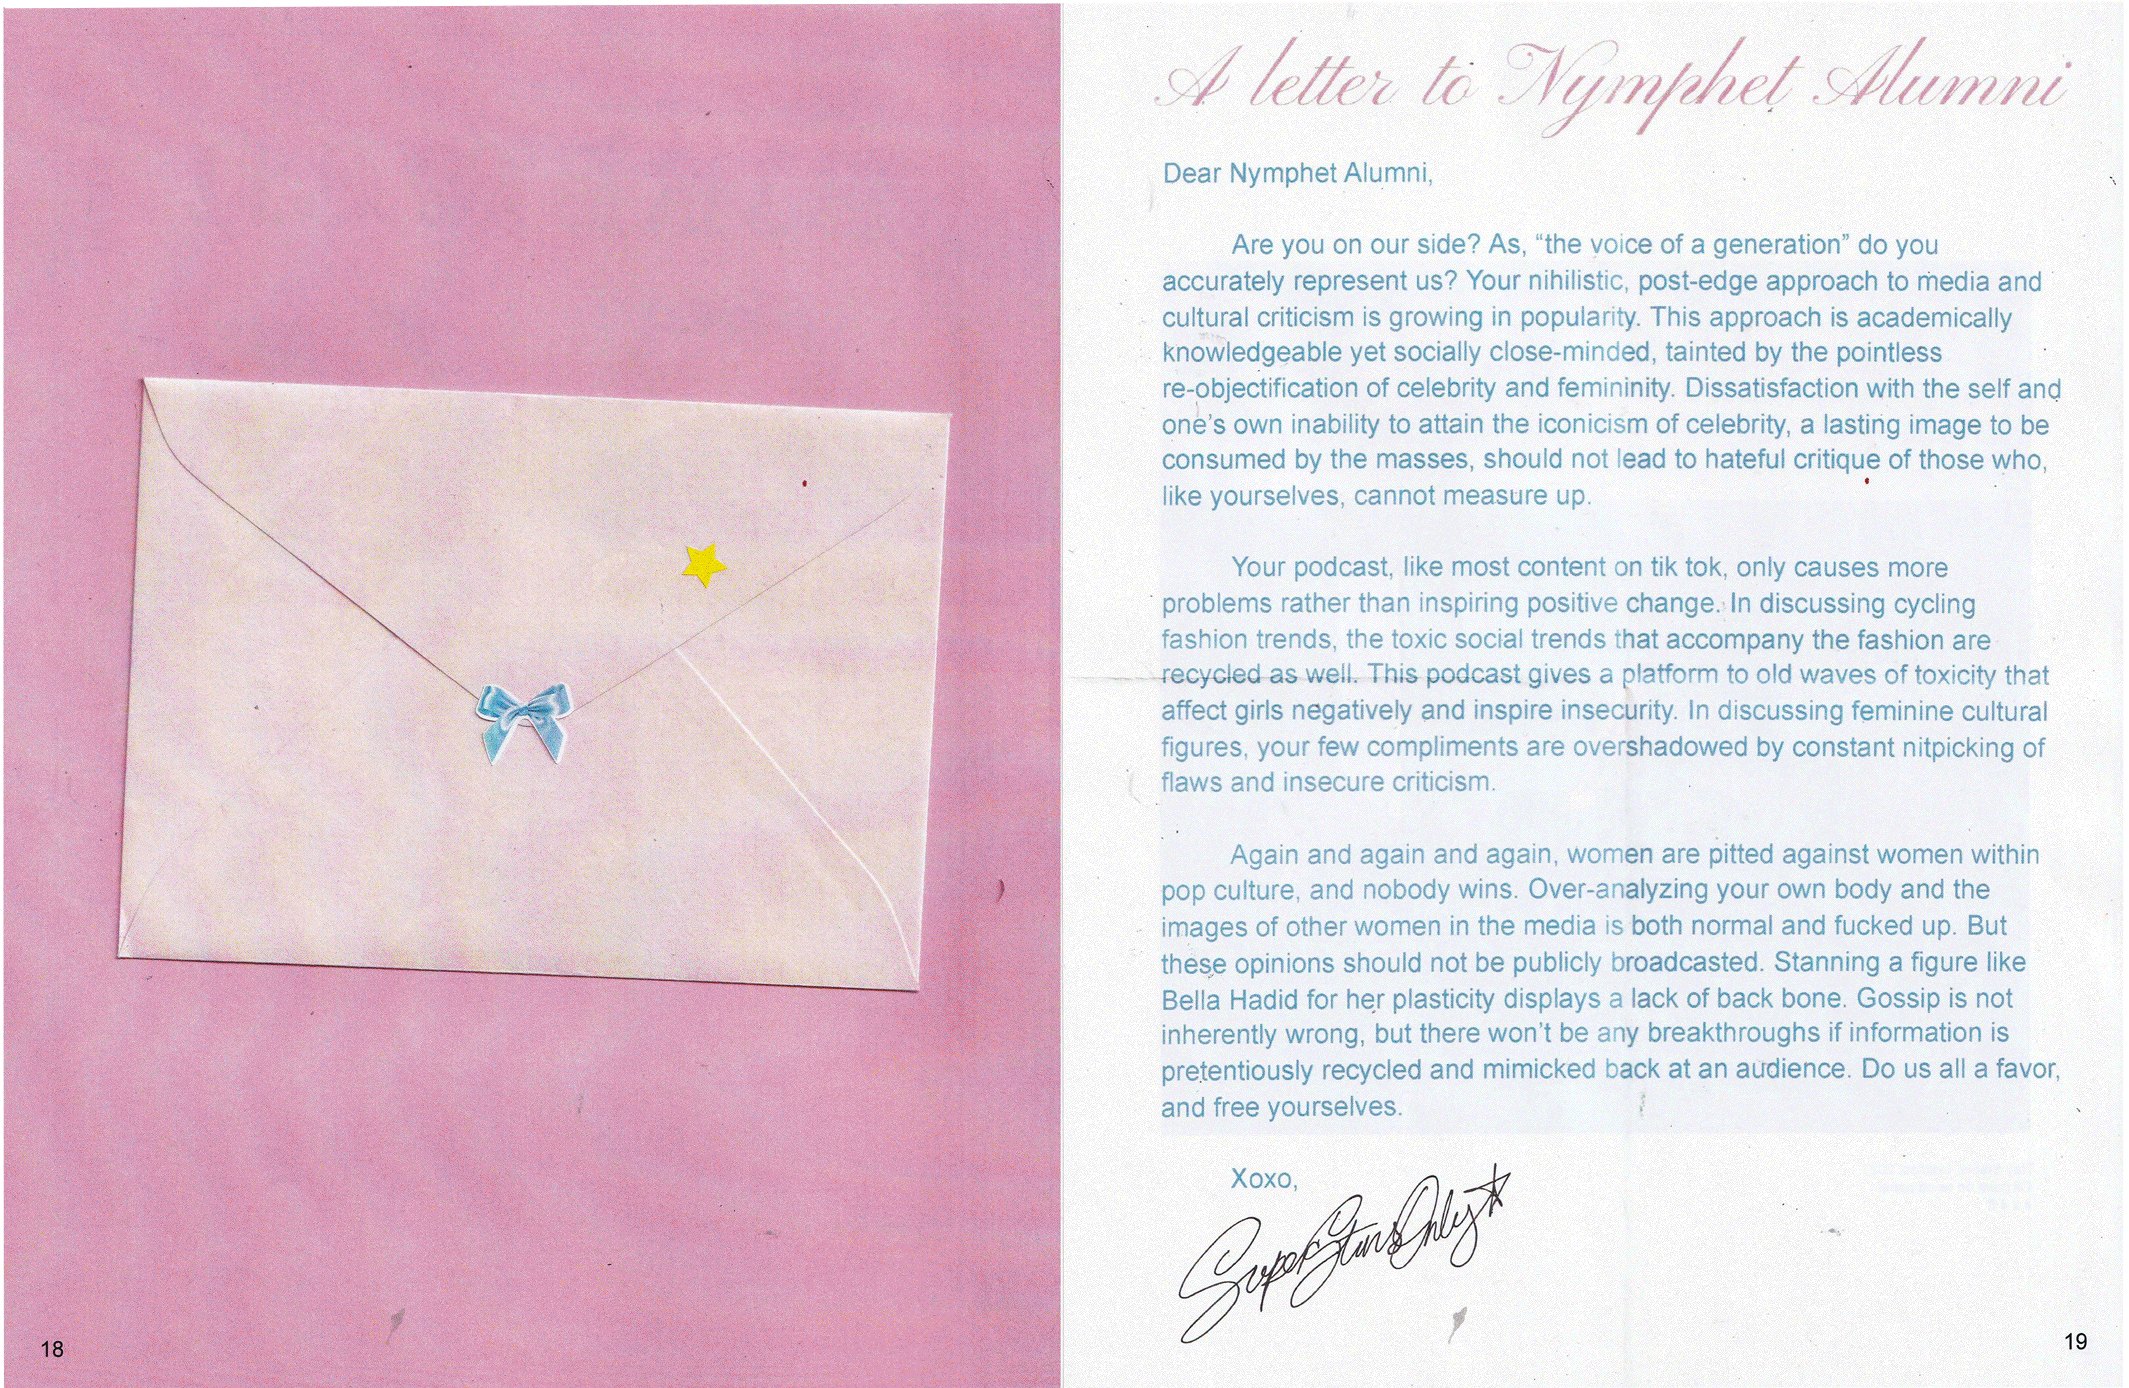 A letter to Nymphet Alumni
Dear Nymphet Alumni,
Are you on our side? As, “the voice of a generation” do you
accurately represent us? Your nihilistic, post-edge approach to media and
cultural criticism is growing in popularity. This approach is academically
knowledgeable yet socially close-minded, tainted by the pointless
re-objectification of celebrity and femininity. Dissatisfaction with the self and
one’s own inability to attain the iconicism of celebrity, a lasting image to be
consumed by the masses, should not lead to hateful critique of those who,
like yourselves, cannot measure up.
Your podcast, like most content on tik tok, only causes more
problems rather than inspiring positive change. In discussing cycling
fashion trends, the toxic social trends that accompany the fashion are
recycled as well. This podcast gives a platform to old waves of toxicity that
affect girls negatively and inspire insecurity. In discussing feminine cultural
figures, your few compliments are overshadowed by constant nitpicking of
flaws and insecure criticism.
Again and again and again, women are pitted against women within
pop culture, and nobody wins. Over-analyzing your own body and the
images of other women in the media is both normal and fucked up. But
these opinions should not be publicly broadcasted. Stanning a figure like
Bella Hadid for her plasticity displays a lack of back bone. Gossip is not
inherently wrong, but there won’t be any breakthroughs if information is
pretentiously recycled and mimicked back at an audience. Do us all a favor,
and free yourselves.
Xoxo,
SuperStarsOnly
18
19